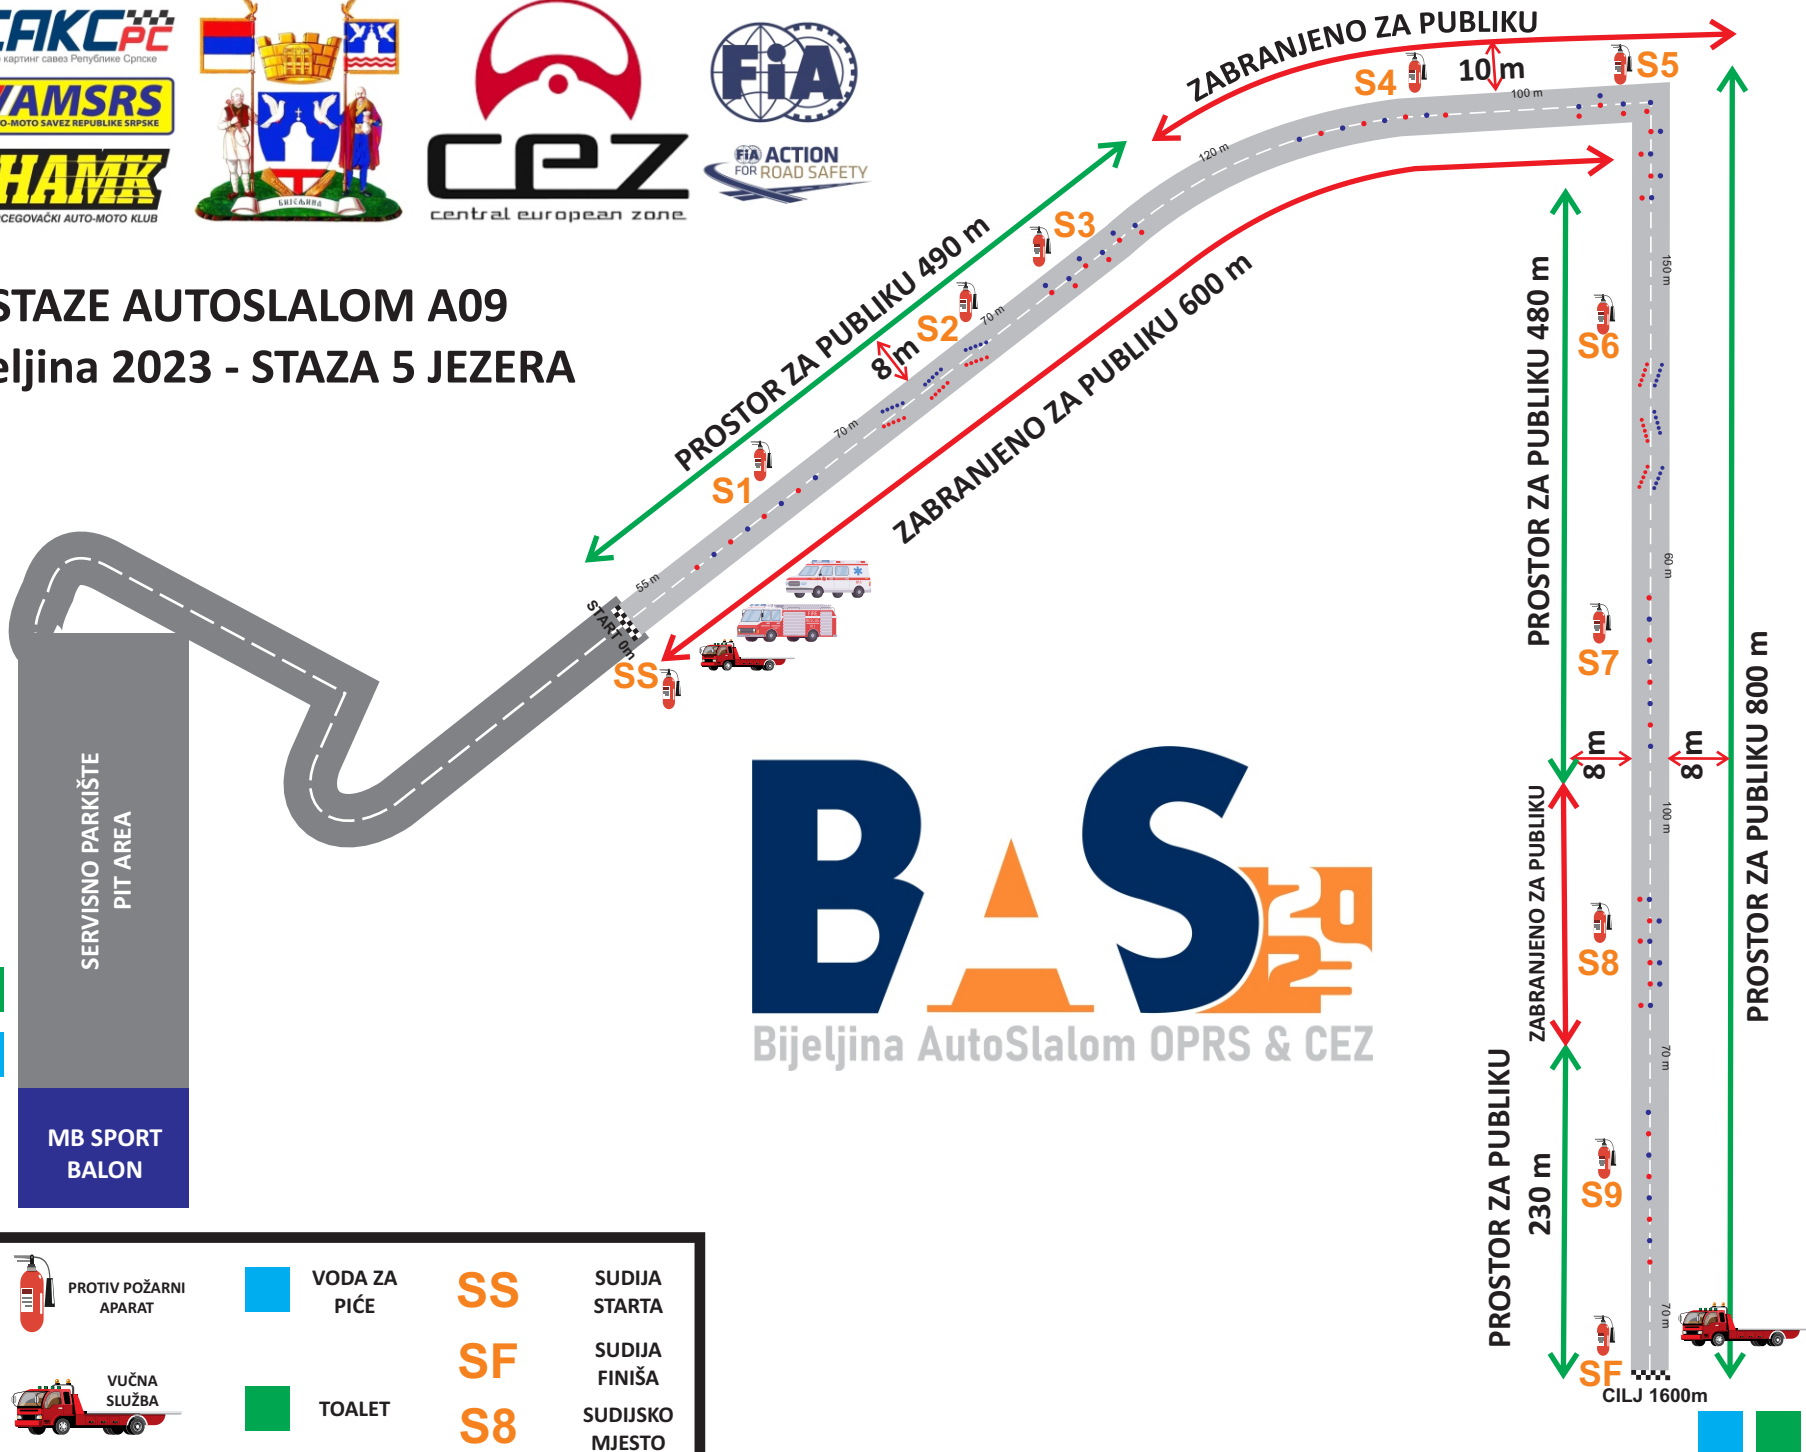 САКСРС
картинг савез Републике Српске
AMSRS
O-MOTO SAVEZ REPUBLIKE SRPSKE
HAMK
RCEGOVAČKI AUTO-MOTO KLUB
БИЈЕЉИНА
cez
central european zone
FiA
FiA ACTION
FOR ROAD SAFETY
STAZE AUTOSLALOM A09
eljina 2023 - STAZA 5 JEZERA
ZABRANJENO ZA PUBLIKU
S4
10 m
S5
100 m
120 m
PROSTOR ZA PUBLIKU 490 m
S3
S2
70 m
8 m
S1
70 m
ZABRANJENO ZA PUBLIKU 600 m
55 m
START 0m
SS
150 m
PROSTOR ZA PUBLIKU 480 m
S6
60 m
S7
8 m
8 m
PROSTOR ZA PUBLIKU 800 m
100 m
ZABRANJENO ZA PUBLIKU
S8
70 m
PROSTOR ZA PUBLIKU
230 m
S9
70 m
SF
CILJ 1600m
SERVISNO PARKIŠTE
PIT AREA
MB SPORT
BALON
BAS 2025
Bijeljina AutoSlalom OPRS & CEZ
PROTIV POŽARNI
APARAT
VODA ZA
PIĆE
SS
SUDIJA
STARTA
SF
SUDIJA
FINIŠA
VUČNA
SLUŽBA
TOALET
S8
SUDIJSKO
MJESTO